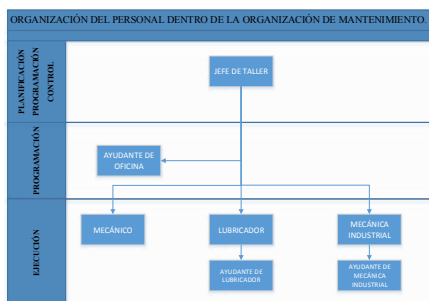 ORGANIZACIÓN DEL PERSONAL DENTRO DE LA ORGANIZACIÓN DE MANTENIMIENTO.
PLANIFICACIÓN
PROGRAMACIÓN
CONTROL
JEFE DE TALLER
PROGRAMACIÓN
AYUDANTE DE
OFICINA
EJECUCIÓN
MECÁNICO
LUBRICADOR
MECÁNICA
INDUSTRIAL
AYUDANTE DE
LUBRICADOR
AYUDANTE DE
MECÁNICA
INDUSTRIAL